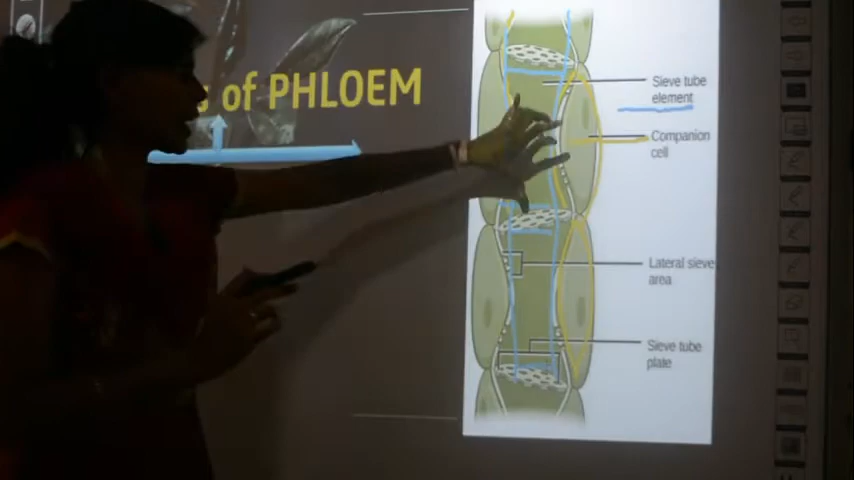 of PHLOEM
Sieve tube
element
Companion
cell
Lateral sieve
area
Sieve tube
plate